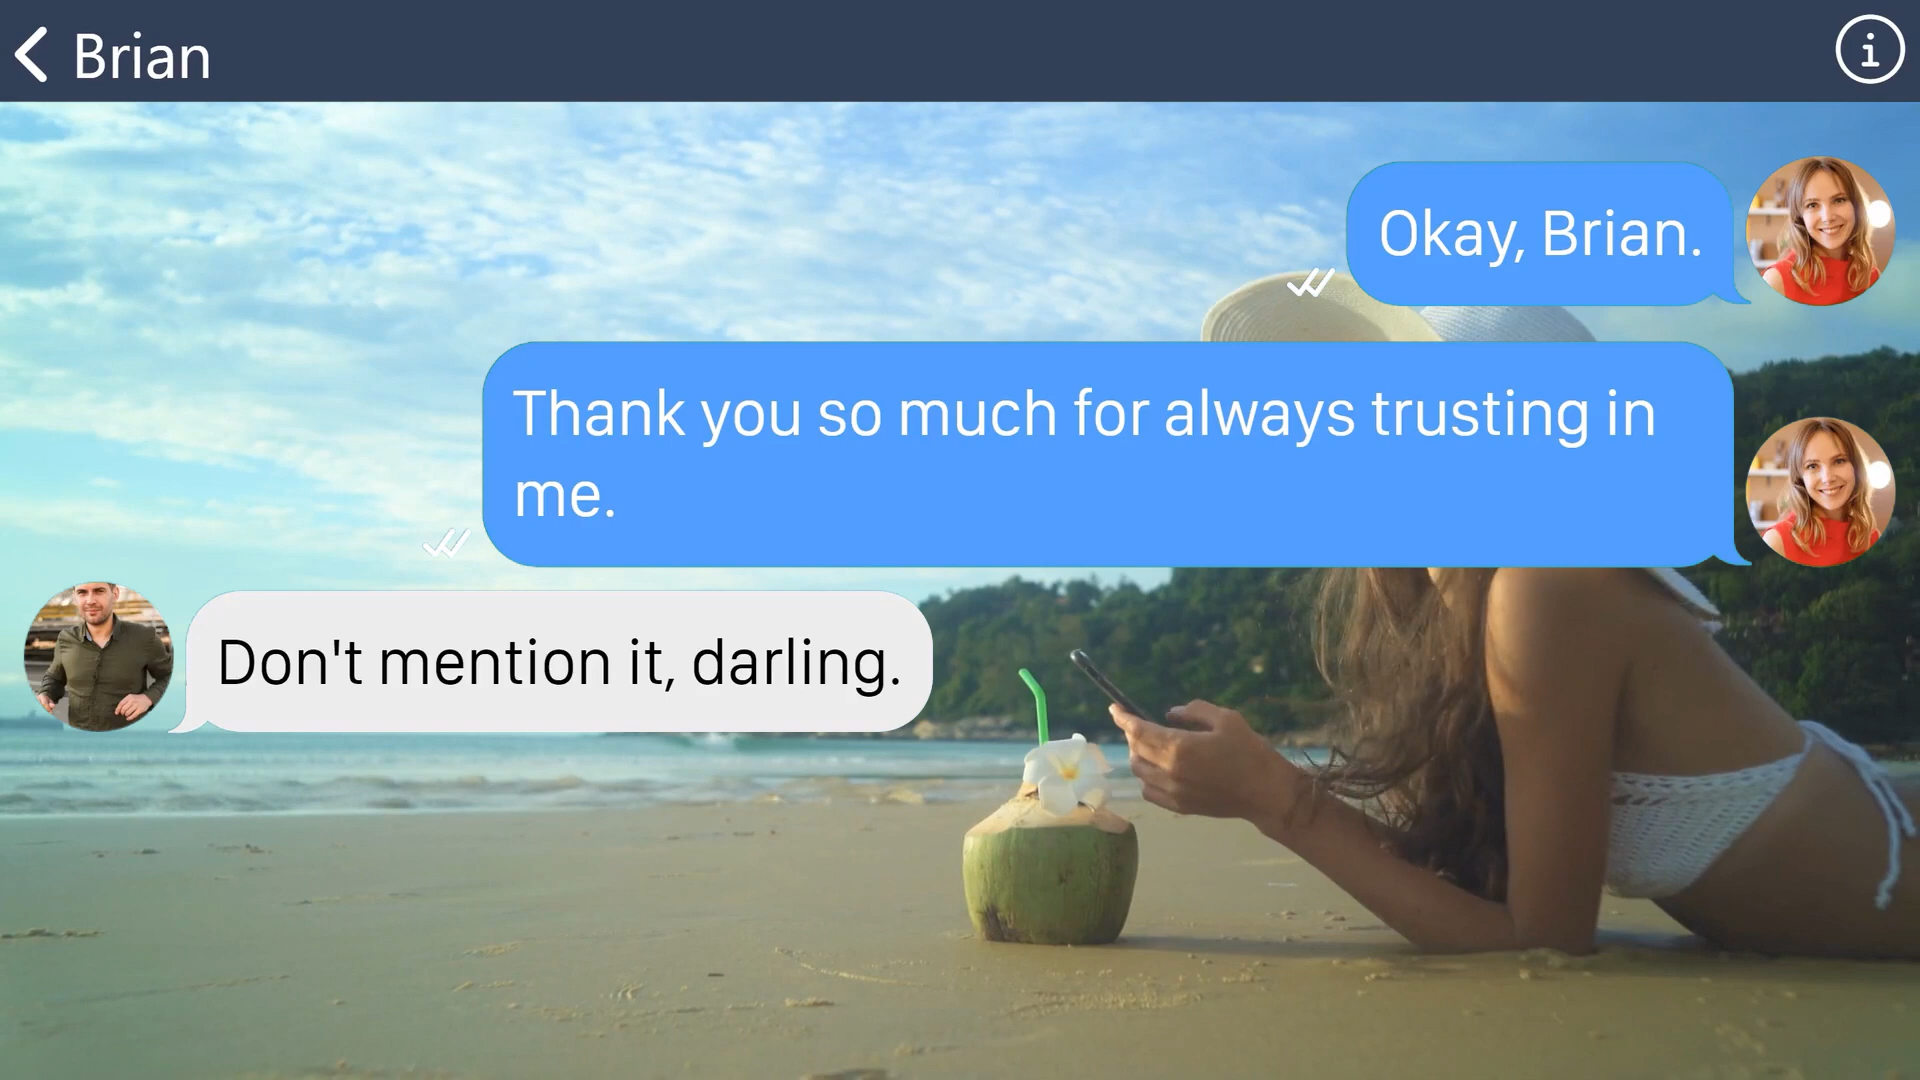 Brian
Okay, Brian.
Thank you so much for always trusting in
me.
Don't mention it, darling.